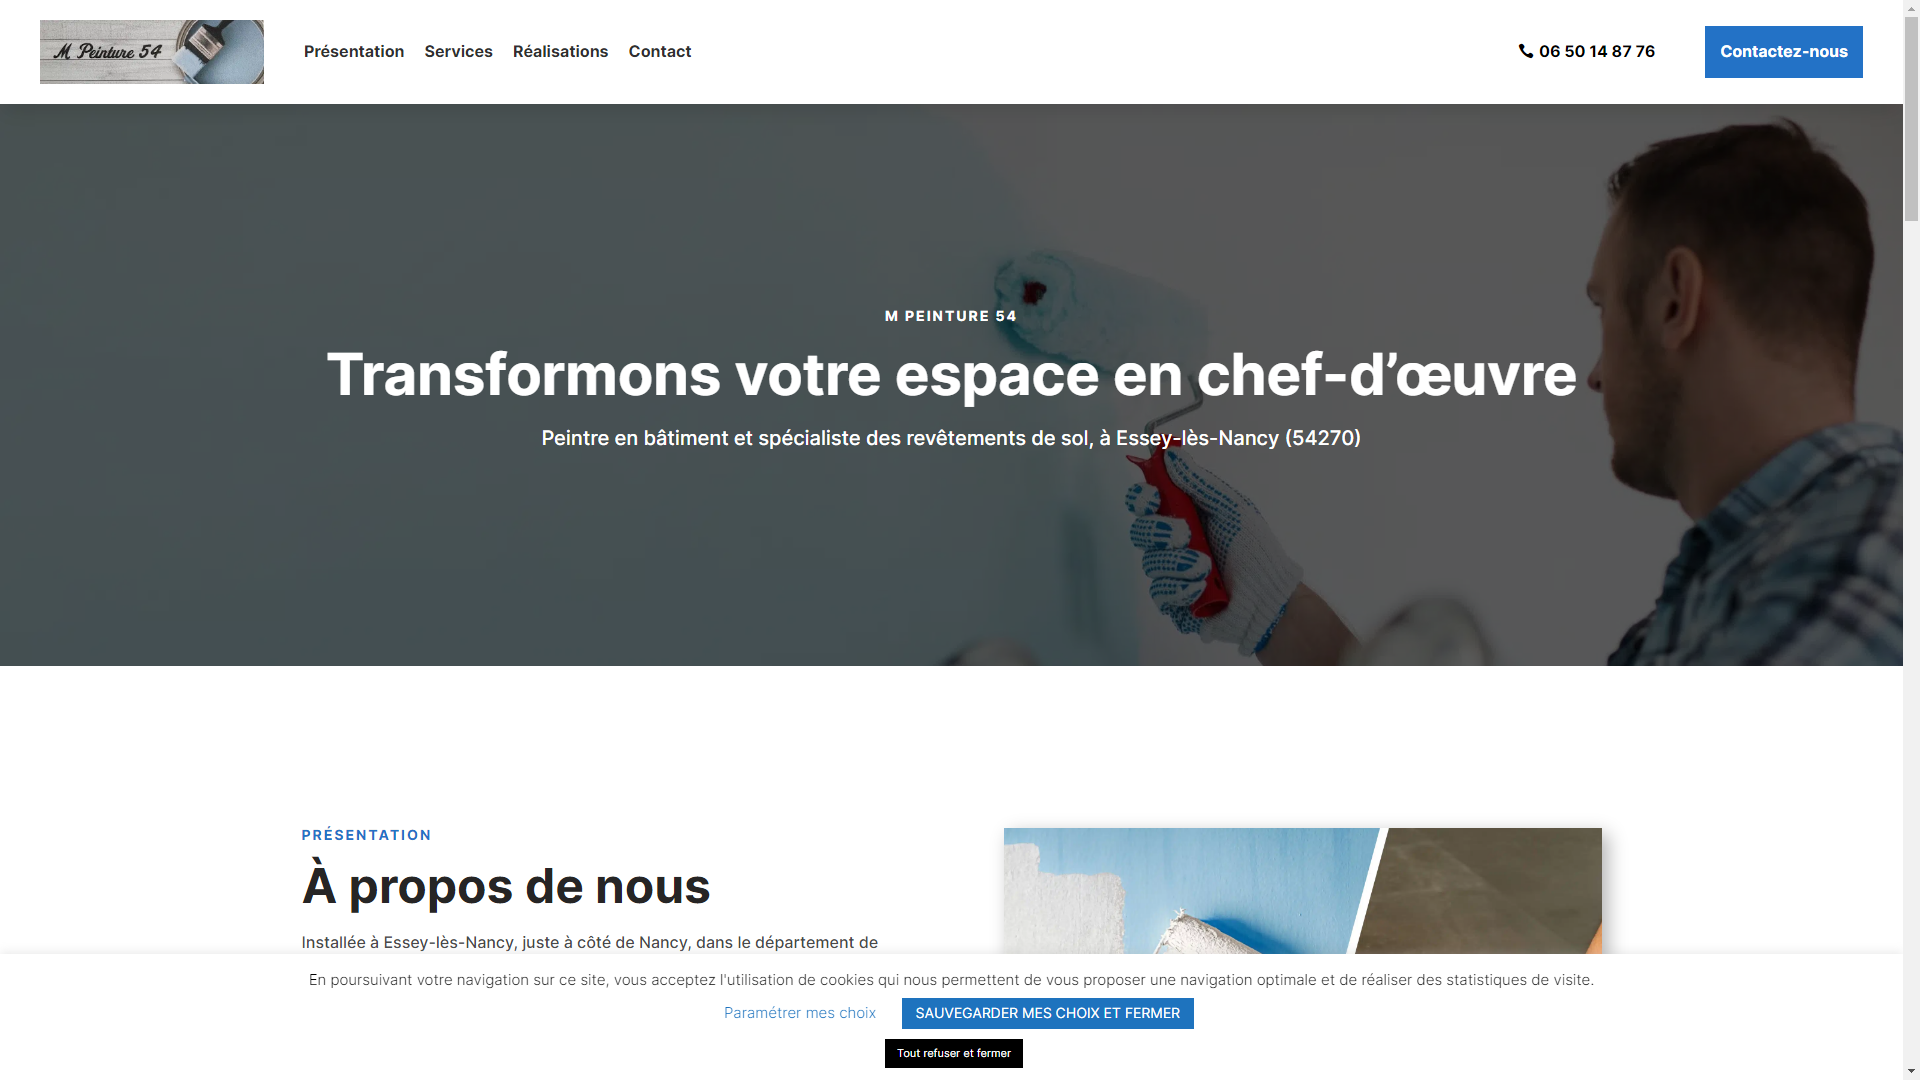 M Peinture 54
Présentation
Services
Réalisations
Contact
06 50 14 87 76
Contactez-nous
M PEINTURE 54
Transformons votre espace en chef-d’œuvre
Peintre en bâtiment et spécialiste des revêtements de sol, à Essey-lès-Nancy (54270)
PRÉSENTATION
À propos de nous
Installée à Essey-lès-Nancy, juste à côté de Nancy, dans le département de
En poursuivant votre navigation sur ce site, vous acceptez l'utilisation de cookies qui nous permettent de vous proposer une navigation optimale et de réaliser des statistiques de visite.
Paramétrer mes choix
SAUVEGARDER MES CHOIX ET FERMER
Tout refuser et fermer